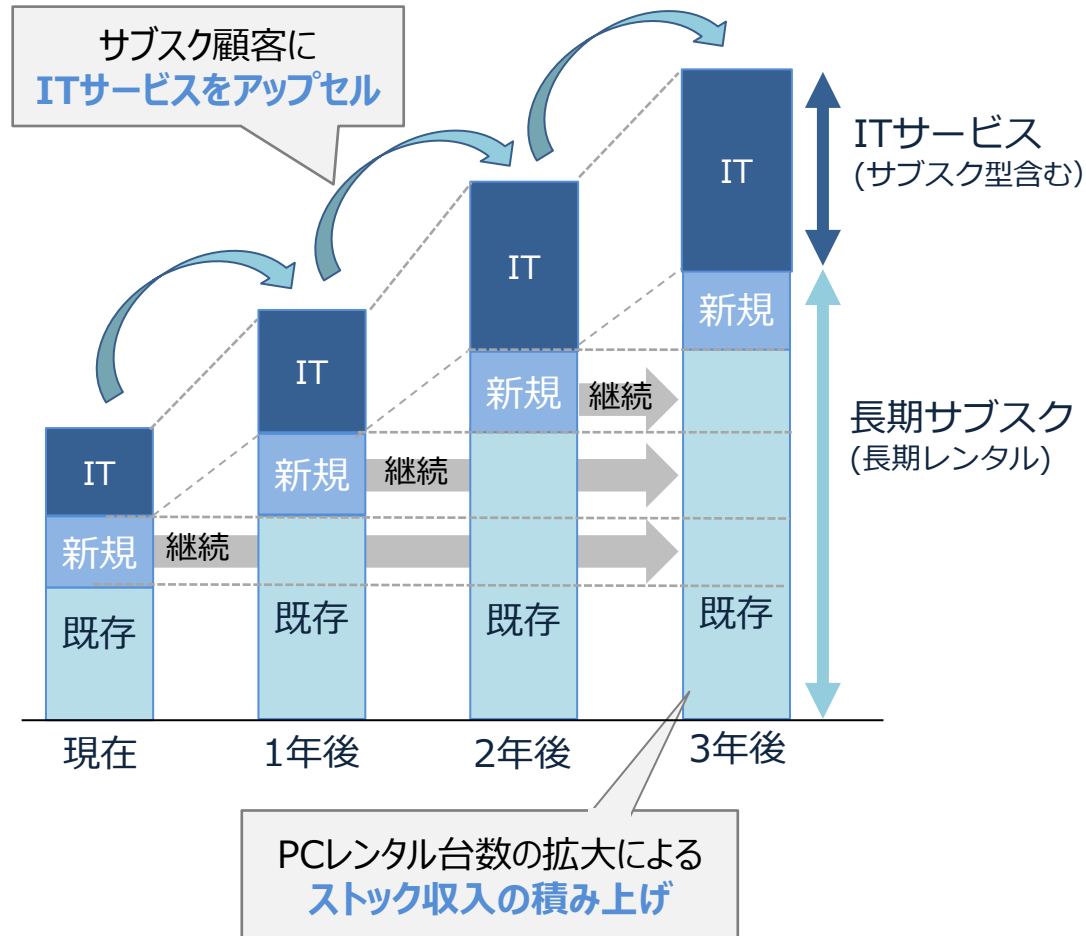 サブスク顧客に
ITサービスをアップセル
IT
ITサービス
(サブスク型含む）
IT
新規
IT
新規
継続
長期サブスク
(長期レンタル)
IT
新規
継続
新規
継続
既存
既存
既存
既存
現在
1年後
2年後
3年後
PCレンタル台数の拡大による
ストック収入の積み上げ